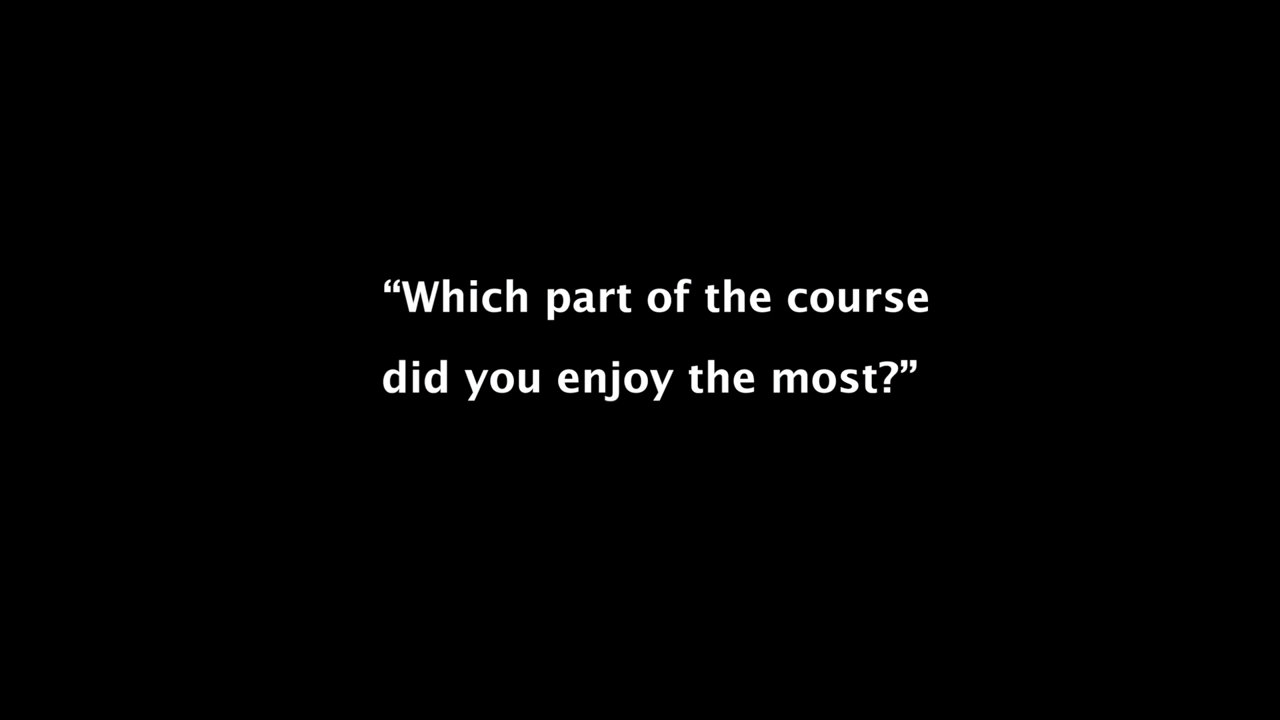 “Which part of the course
did you enjoy the most?”